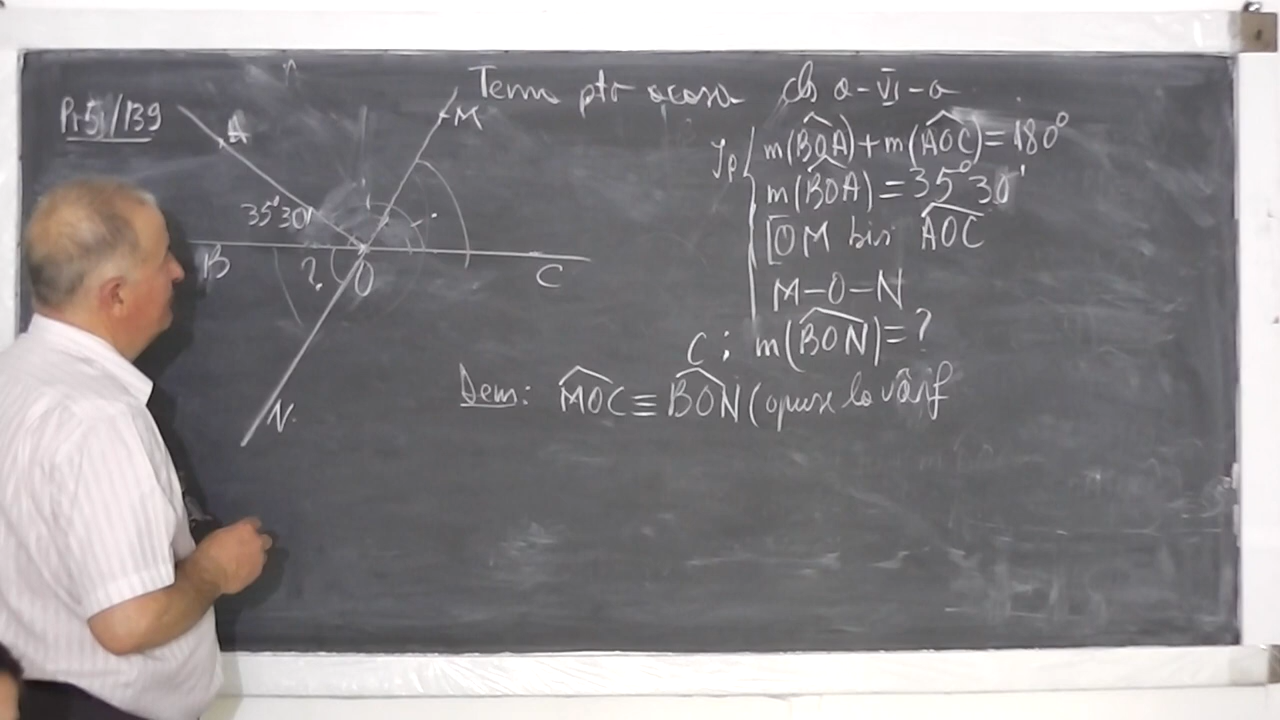 Tema ptr acasa cls a-VI-a
Pr5/139
A
M
35°30'
B
?
O
C
N
Ip
m(BOA)+m(AOC)=180°
m(BOA)=35°30'
[OM bis AOC
M-O-N
C: m(BON)=?
Dem: MOC≡BON(opuse la vârf